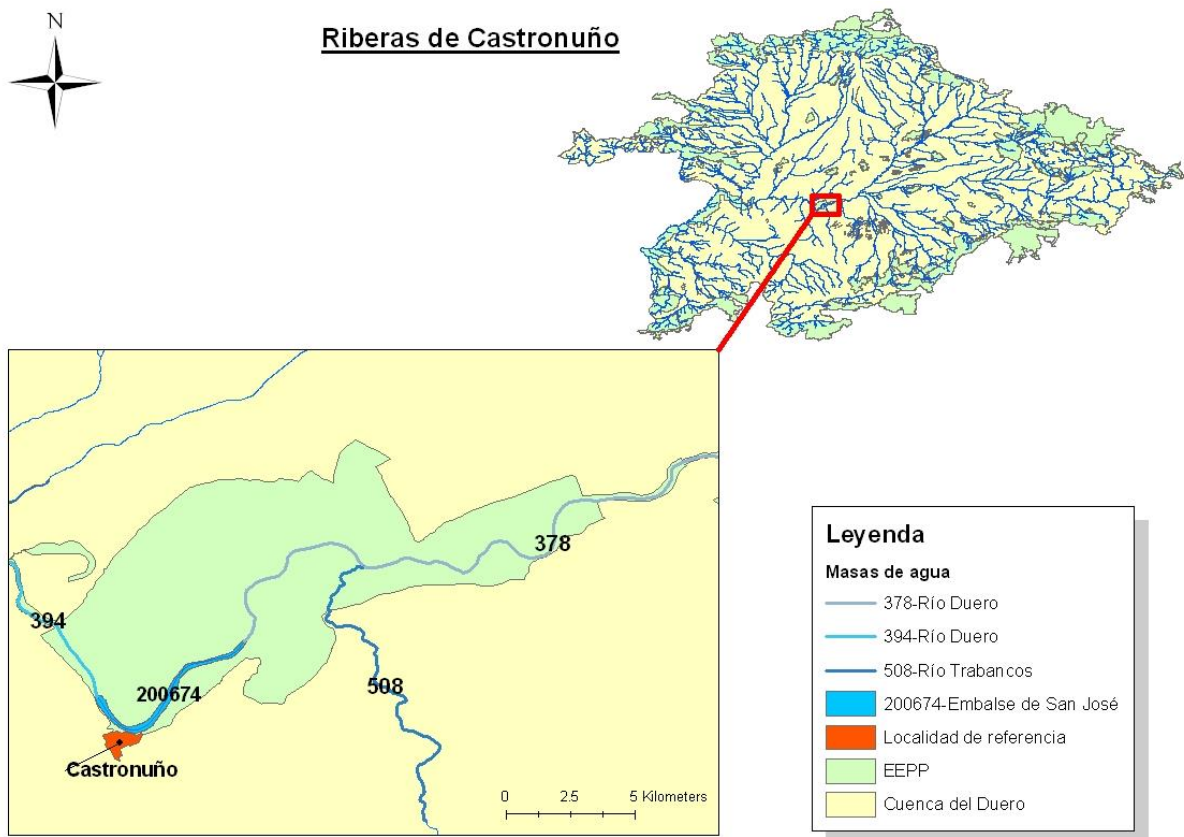 N
Riberas de Castronuño
378
394
200674
508
Castronuño
0 2.5 5 Kilometers
Leyenda
Masas de agua
378-Río Duero
394-Río Duero
508-Río Trabancos
200674-Embalse de San José
Localidad de referencia
EEPP
Cuenca del Duero